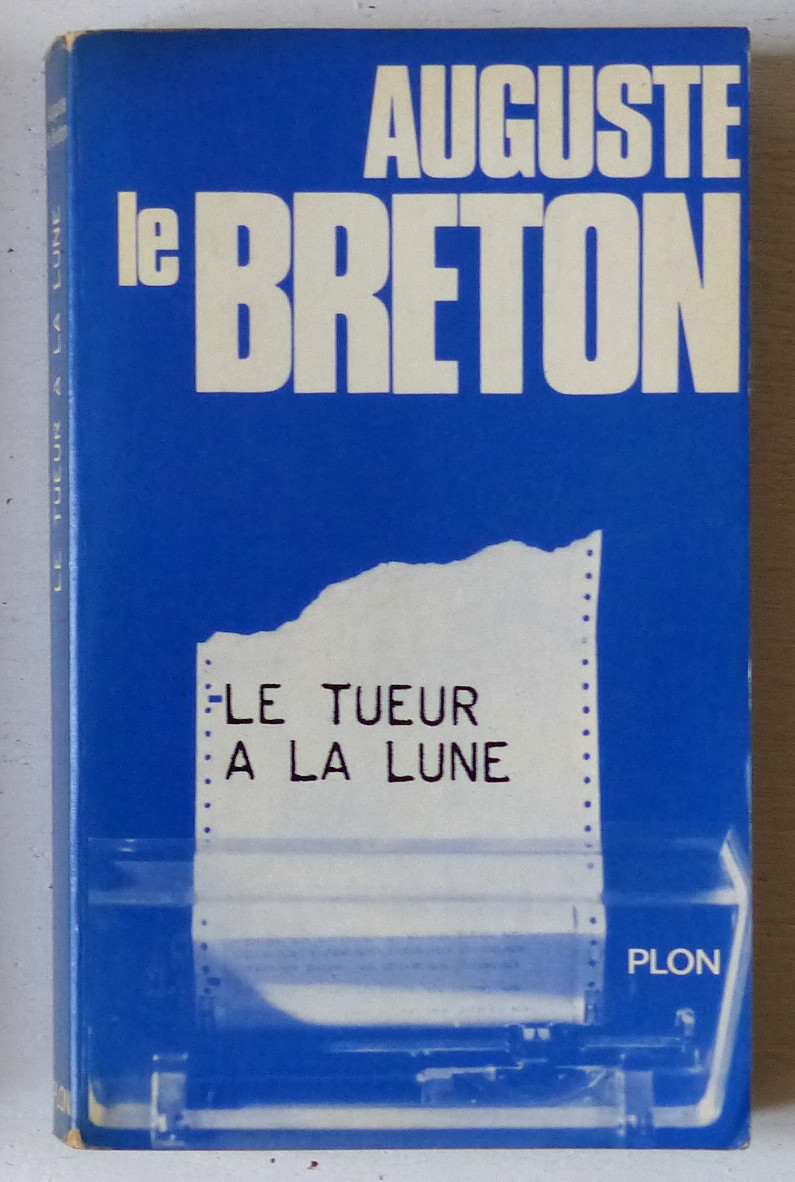 AUGUSTE
le BRETON
LE TUEUR
A LA LUNE
PLON
LE TUEUR A LA LUNE